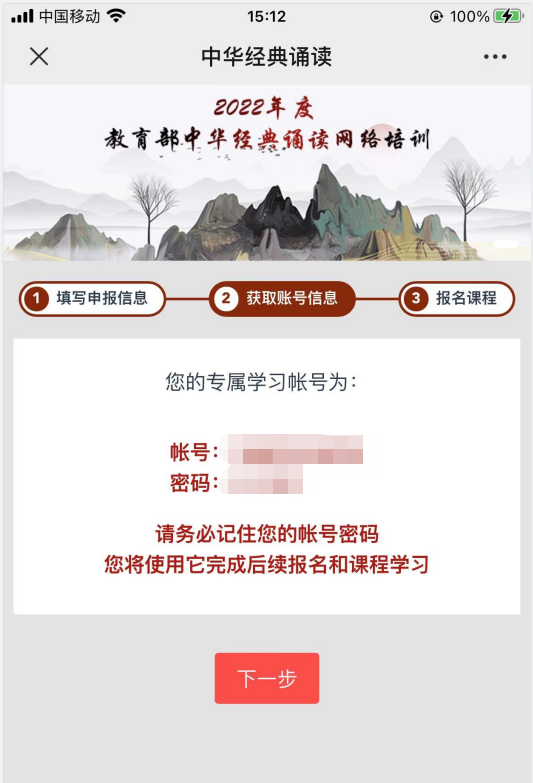 中国移动
15:12
100%
中华经典诵读
2022年度
教育部中华经典诵读网络培训
1 填写申报信息
2 获取账号信息
3 报名课程
您的专属学习帐号为：
帐号：
密码：
请务必记住您的帐号密码
您将使用它完成后续报名和课程学习
下一步